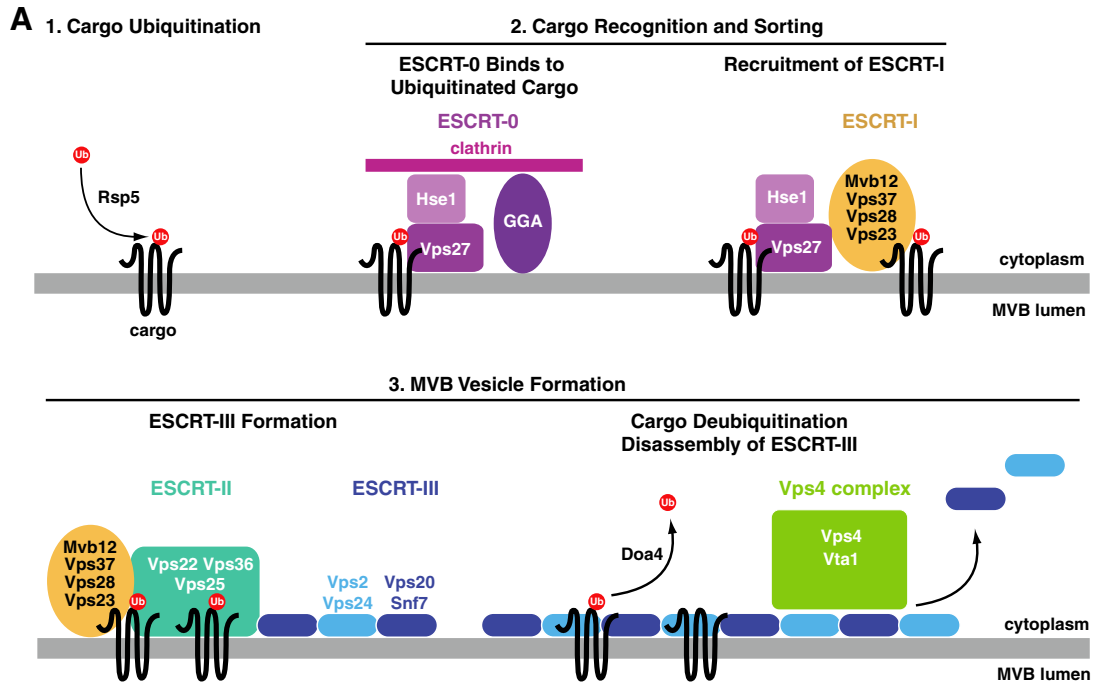 A
1. Cargo Ubiquitination
2. Cargo Recognition and Sorting
ESCRT-0 Binds to
Ubiquitinated Cargo
Recruitment of ESCRT-I
ESCRT-0
clathrin
ESCRT-I
Ub
Rsp5
Ub
cargo
Hse1
GGA
Ub
Vps27
Hse1
Ub
Vps27
Mvb12
Vps37
Vps28
Vps23
Ub
cytoplasm
MVB lumen
3. MVB Vesicle Formation
ESCRT-III Formation
Cargo Deubiquitination
Disassembly of ESCRT-III
ESCRT-II
ESCRT-III
Vps4 complex
Mvb12
Vps37
Vps28
Vps23
Ub
Vps22 Vps36
Vps25
Ub
Vps2
Vps24
Vps20
Snf7
Ub
Doa4
Ub
Vps4
Vta1
cytoplasm
MVB lumen